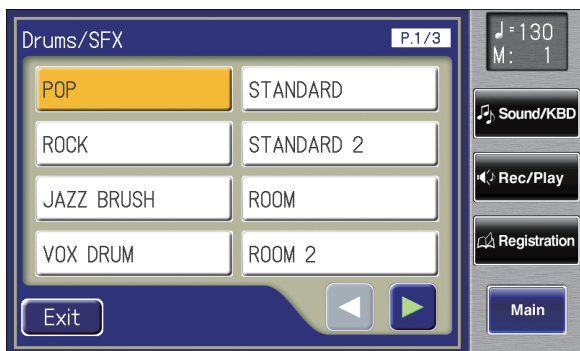 Drums/SFX P.1/3
POP STANDARD
ROCK STANDARD 2
JAZZ BRUSH ROOM
VOX DRUM ROOM 2
Exit
♩=130
M: 1
Sound/KBD
Rec/Play
Registration
Main